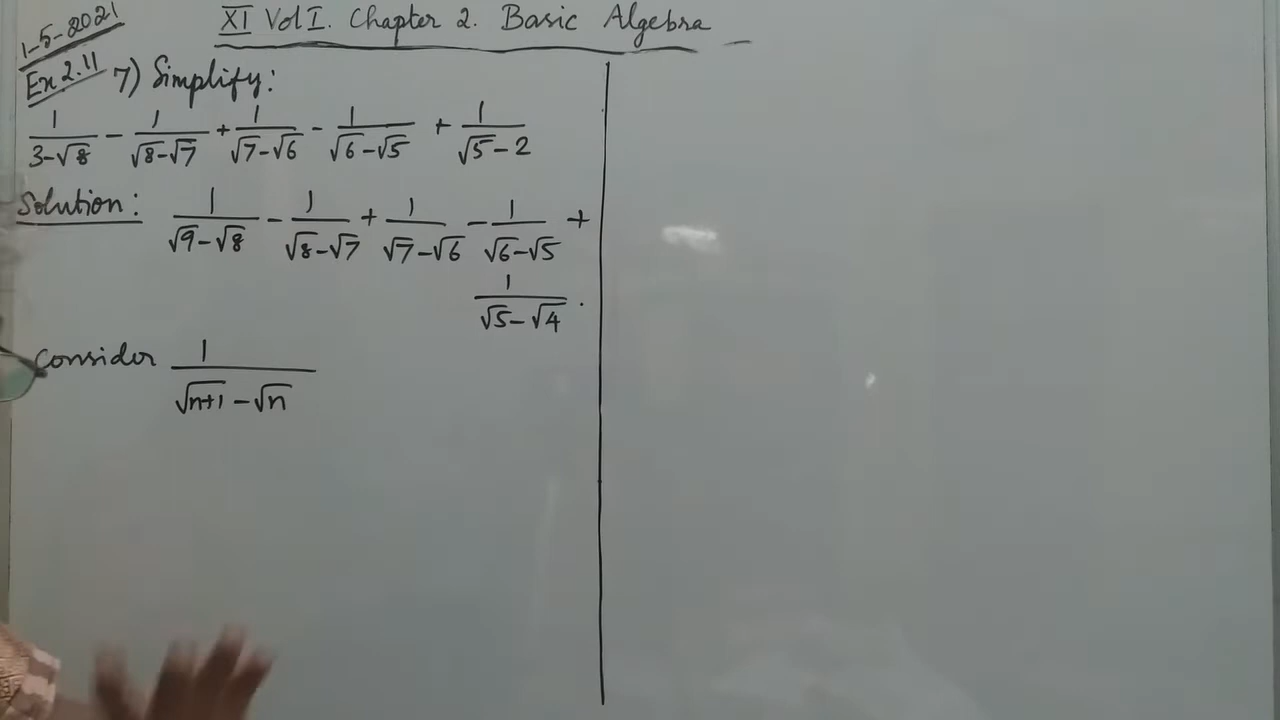 1-5-2021
XI Vol I. Chapter 2. Basic Algebra
Ex 2.11 7) Simplify:
1/(3-√8) - 1/(√8-√7) + 1/(√7-√6) - 1/(√6-√5) + 1/(√5-2)
Solution: 1/(√9-√8) - 1/(√8-√7) + 1/(√7-√6) - 1/(√6-√5) +
1/(√5-√4).
Consider 1/(√(n+1) - √n)